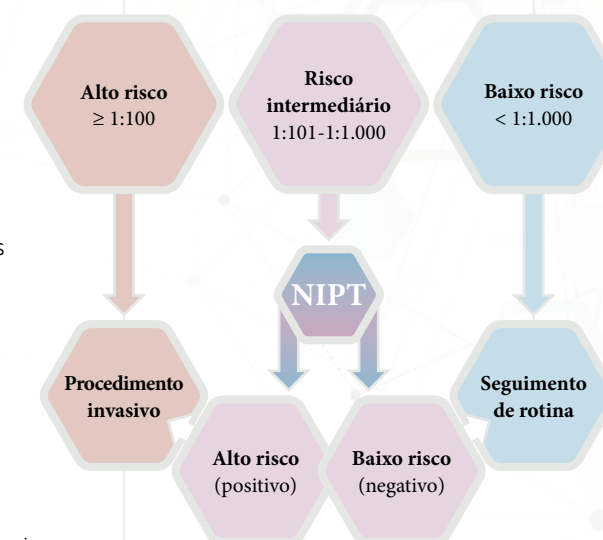 Alto risco
≥ 1:100
Risco
intermediário
1:101-1:1.000
Baixo risco
< 1:1.000
s
NIPT
Procedimento
invasivo
Alto risco
(positivo)
Baixo risco
(negativo)
Seguimento
de rotina